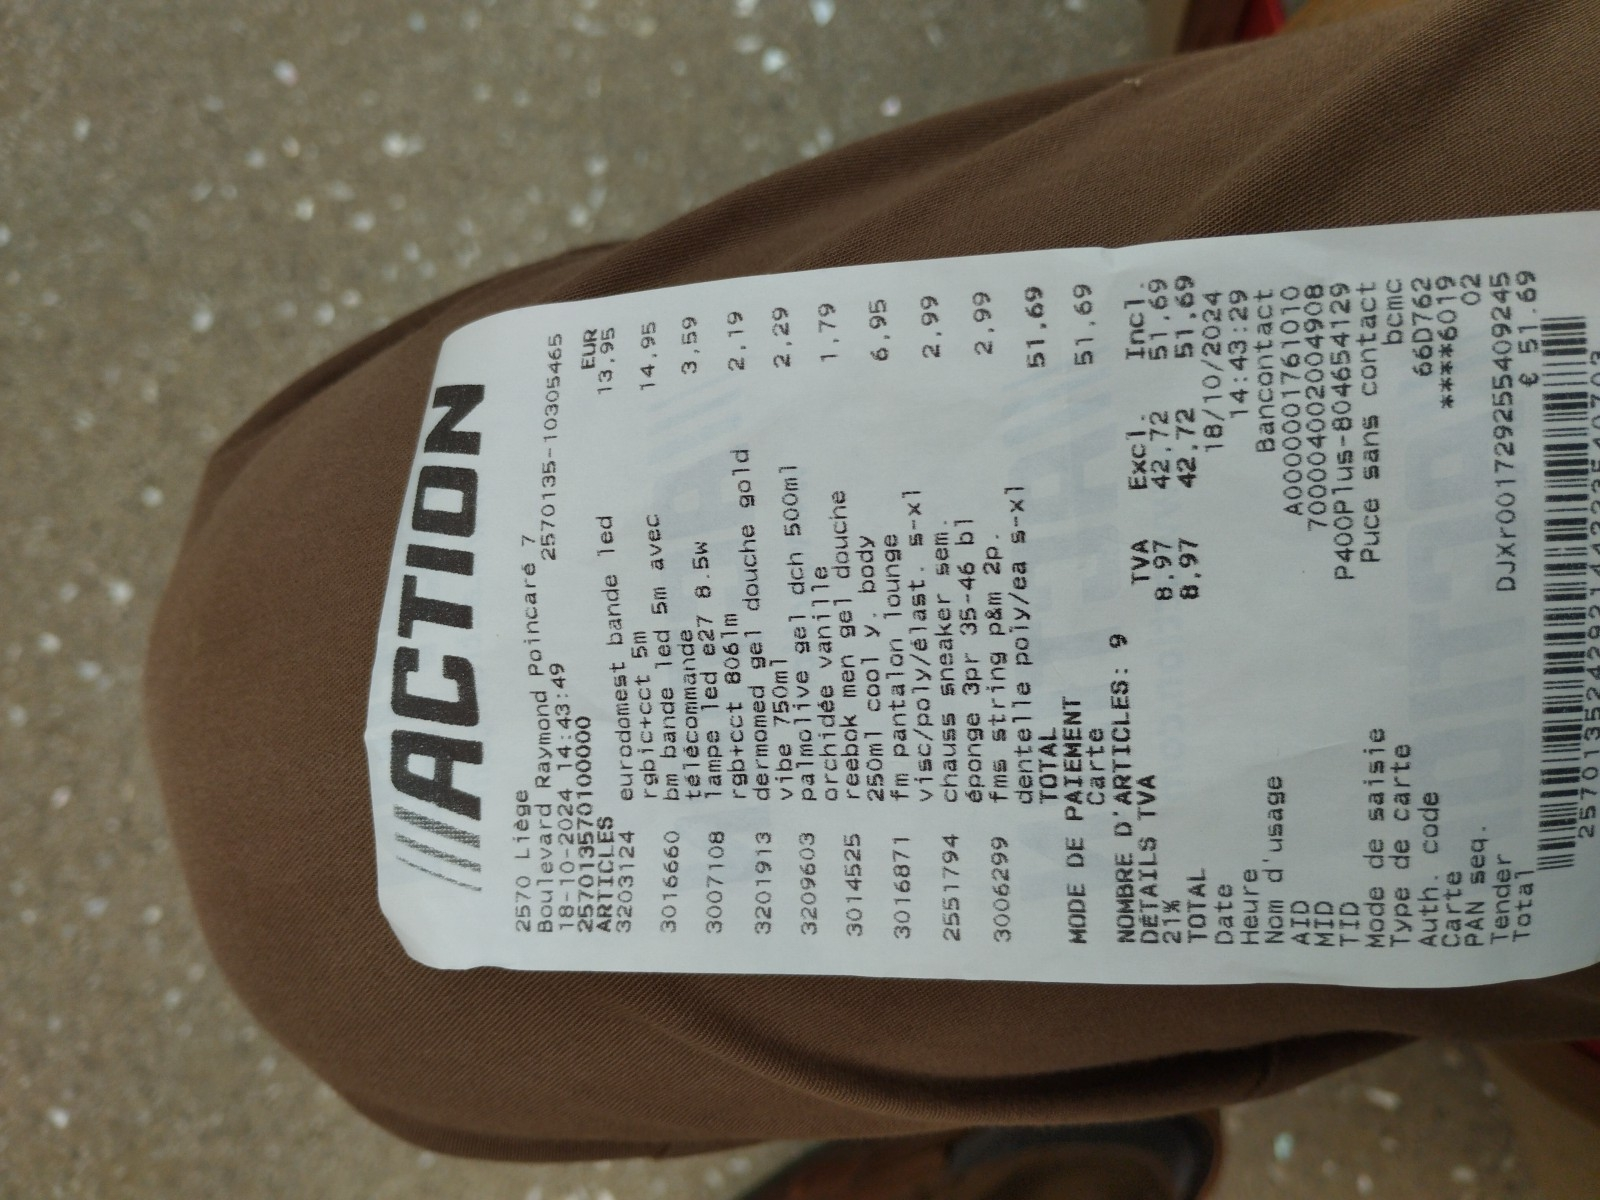 ///ACTION
2570 Liège
Boulevard Raymond Poincaré 7
18-10-2024 14:43:49 2570135-10305465
2570135701000000
ARTICLES EUR
3203124 eurodomest bande led 13,95
rgbic+cct 5m
3016660 bm bande led 5m avec 14,95
télécommande
3007108 lampe led e27 8.5w 3,59
rgb+cct 806lm
3201913 dermomed gel douche gold 2,19
vibe 750ml
3209603 palmolive gel dch 500ml 2,29
orchidée vanille
3014525 reebok men gel douche 1,79
250ml cool y. body
3016871 fm pantalon lounge 6,95
visc/poly/élast. s-xl
2551794 chauss sneaker sem. 2,99
éponge 3pr 35-46 bl
3006299 fms string p&m 2p. 2,99
dentelle poly/ea s-xl
TOTAL 51,69
MODE DE PAIEMENT
Carte 51,69
NOMBRE D'ARTICLES: 9
DÉTAILS TVA TVA Excl. Incl.
21% 8,97 42,72 51,69
TOTAL 8,97 42,72 51,69
Date 18/10/2024
Heure 14:43:29
Nom d'usage Bancontact
AID A0000001761010
MID 700004002004908
TID P400Plus-804654129
Mode de saisie Puce sans contact
Type de carte bcmc
Auth. code 66D762
Carte ****6019
PAN seq. 02
Tender DJXr001729255409245
Total € 51.69